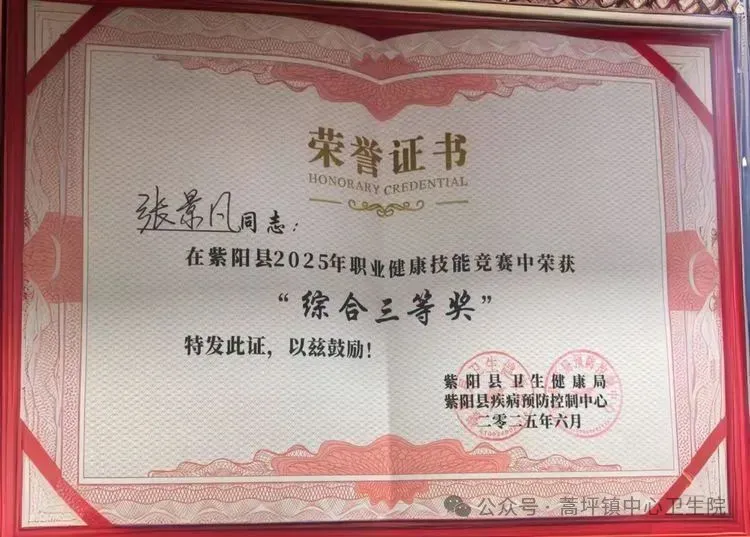 荣誉证书
HONORARY CREDENTIAL
张景凡同志：
在紫阳县2025年职业健康技能竞赛中荣获
“综合三等奖”
特发此证，以兹鼓励！
紫阳县卫生健康局
紫阳县疾病预防控制中心
二零二五年六月
公众号·蒿坪镇中心卫生院